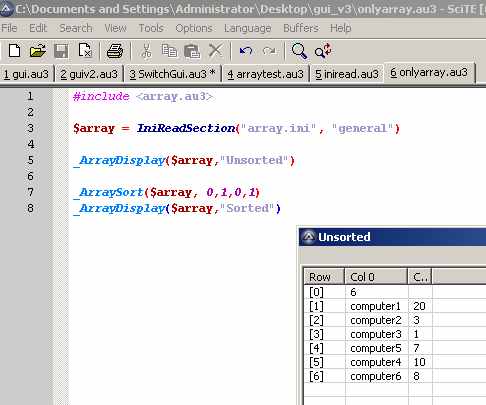 C:\Documents and Settings\Administrator\Desktop\gui_v3\onlyarray.au3 - SciTE [
File Edit Search View Tools Options Language Buffers Help
1 gui.au3 2 guiv2.au3 3 SwitchGui.au3 * 4 arraytest.au3 5 iniread.au3 6 onlyarray.au3
1 #include <array.au3>
2
3 $array = IniReadSection("array.ini", "general")
4
5 _ArrayDisplay($array,"Unsorted")
6
7 _ArraySort($array, 0,1,0,1)
8 _ArrayDisplay($array,"Sorted")
Unsorted
Row Col 0 C..
[0] 6
[1] computer1 20
[2] computer2 3
[3] computer3 1
[4] computer5 7
[5] computer4 10
[6] computer6 8